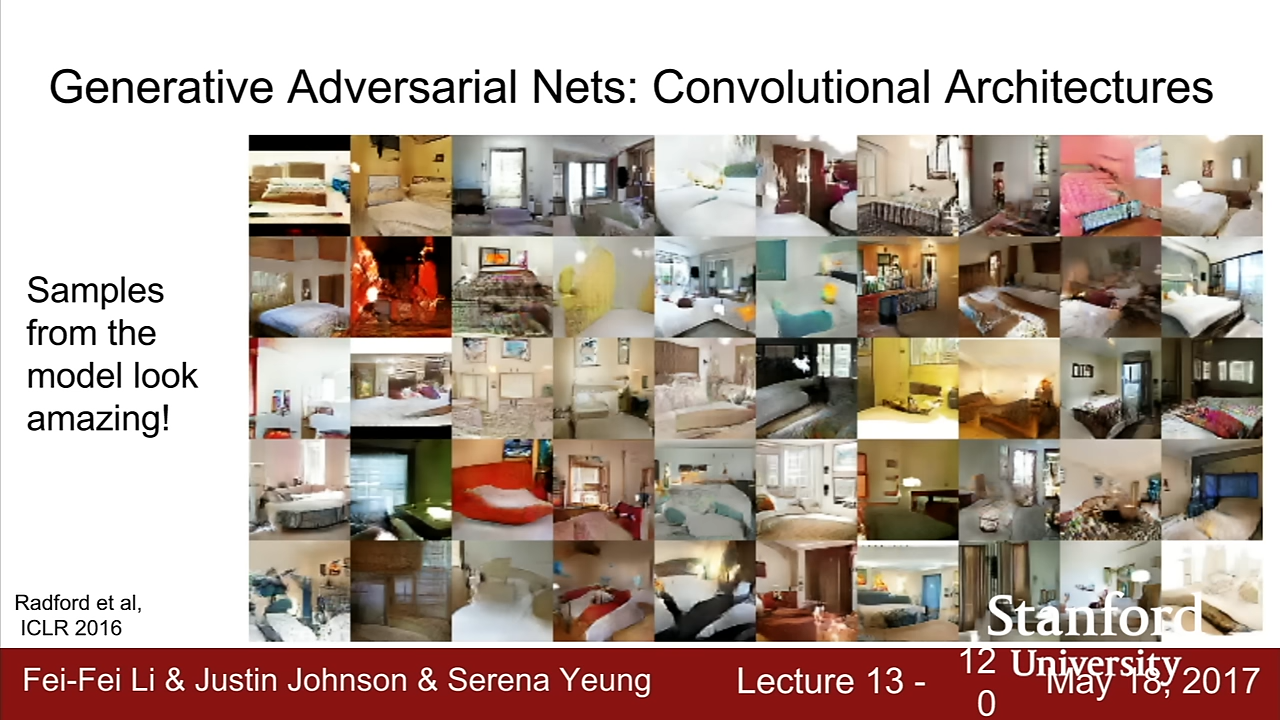 Generative Adversarial Nets: Convolutional Architectures
Samples
from the
model look
amazing!
Radford et al,
ICLR 2016
Fei-Fei Li & Justin Johnson & Serena Yeung
Lecture 13 -
12
0
May 18, 2017
Stanford
University